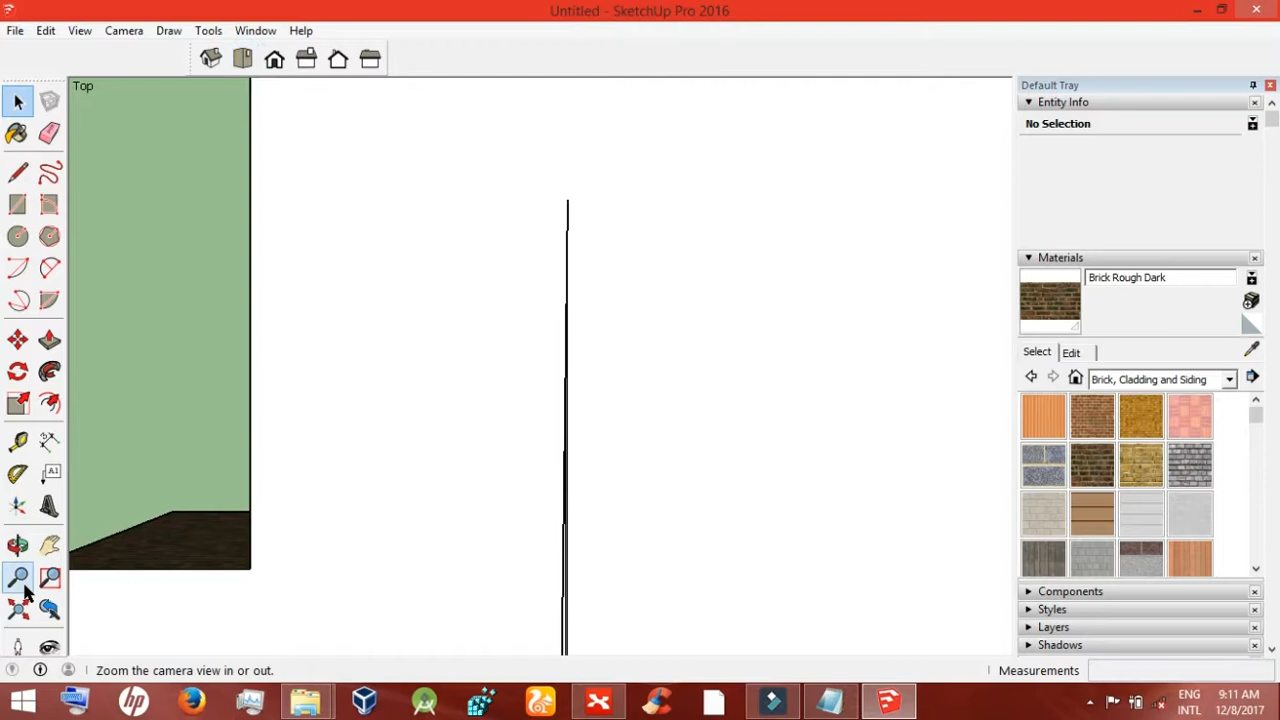 Untitled - SketchUp Pro 2016
File Edit View Camera Draw Tools Window Help
Top
Default Tray
Entity Info
No Selection
Materials
Brick Rough Dark
Select Edit
Brick, Cladding and Siding
A1
Components
Styles
Layers
Shadows
Zoom the camera view in or out.
Measurements
ENG
INTL
9:11 AM
12/8/2017